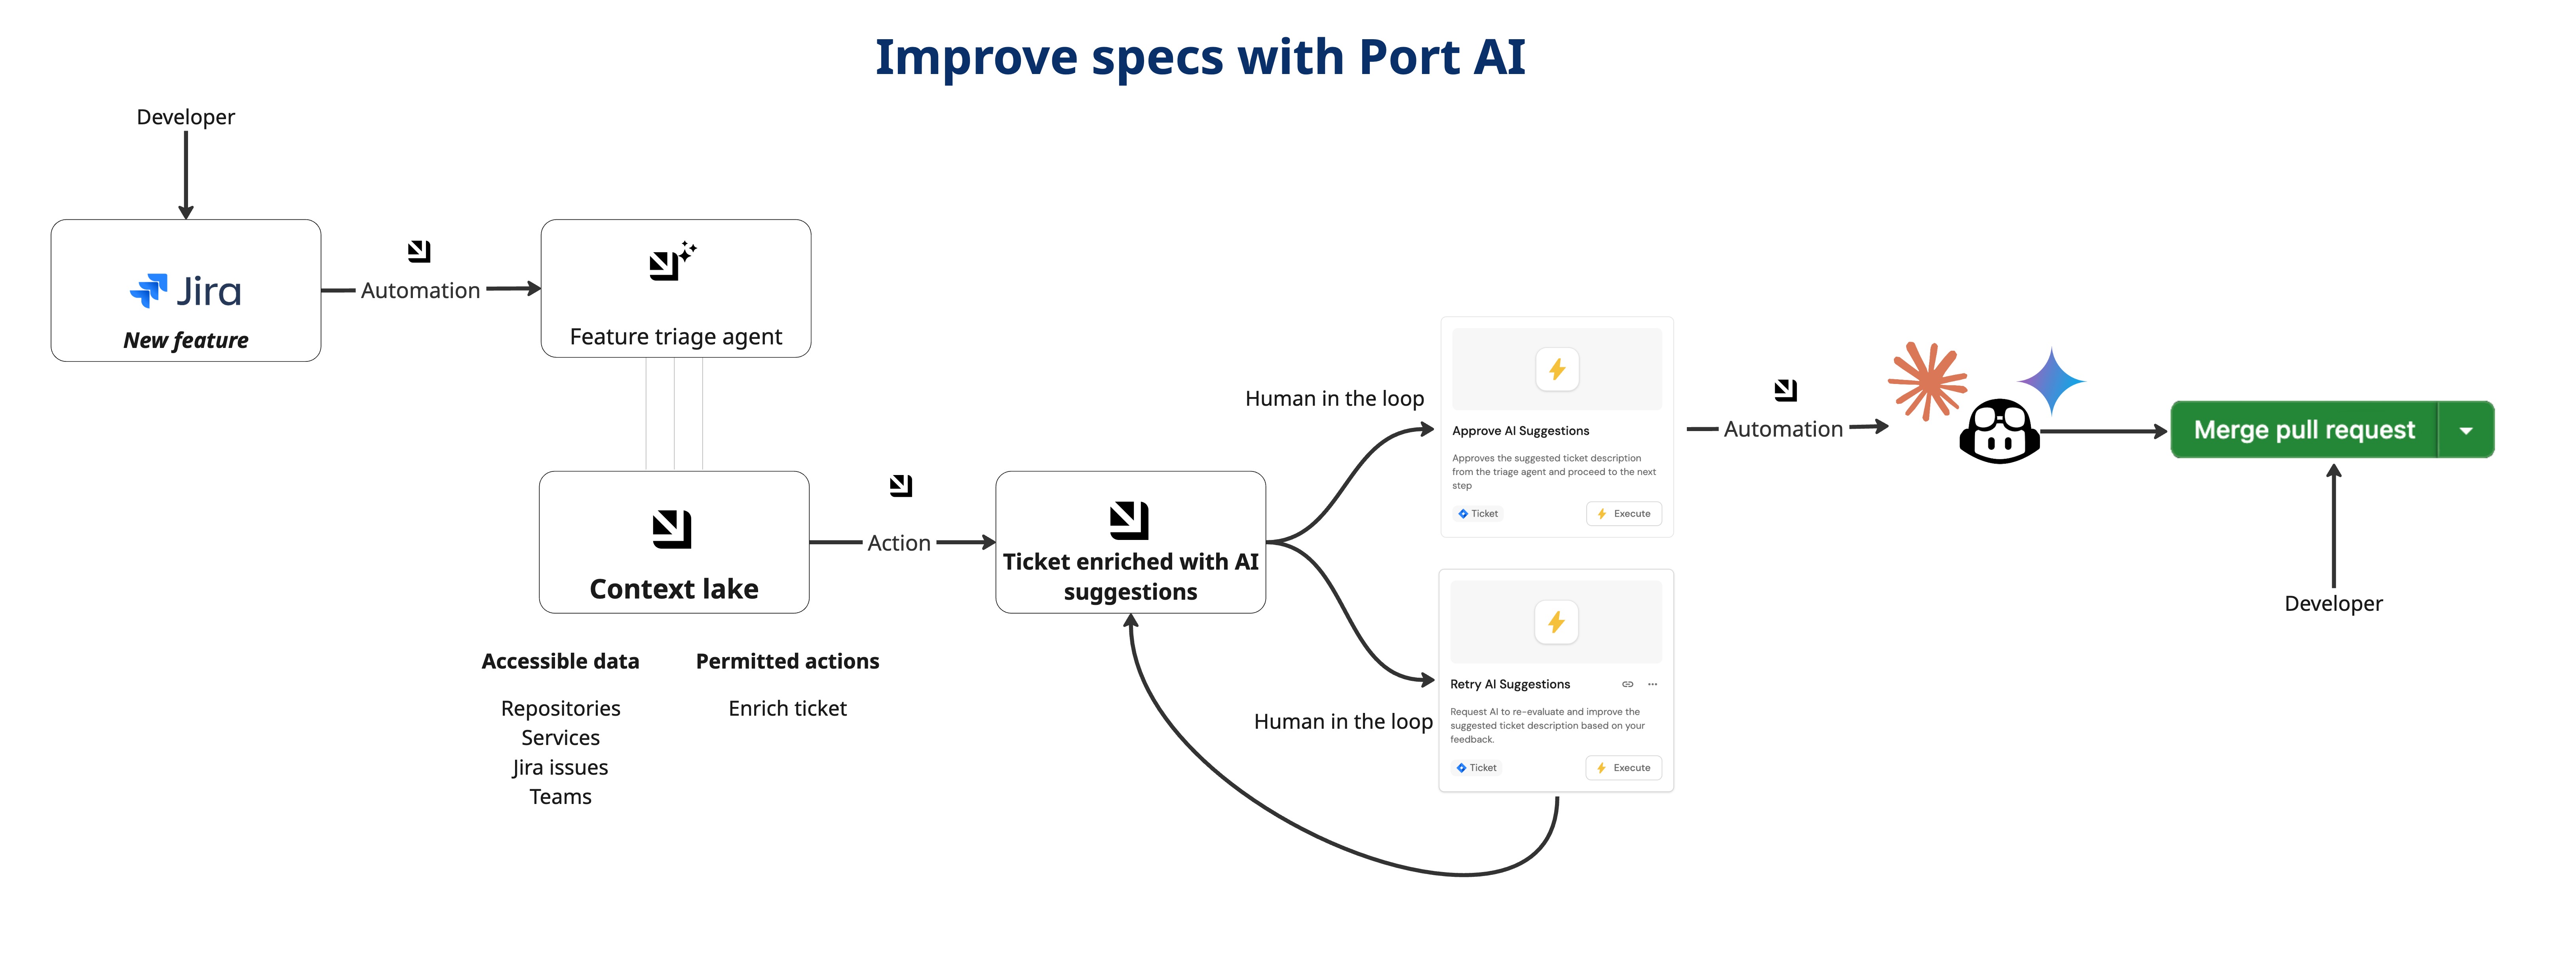 Improve specs with Port AI
Developer
Jira
New feature
Automation
Feature triage agent
Context lake
Accessible data
Repositories
Services
Jira issues
Teams
Permitted actions
Enrich ticket
Action
Ticket enriched with AI
suggestions
Human in the loop
Approve AI Suggestions
Approves the suggested ticket description
from the triage agent and proceed to the next
step
Ticket
Execute
Human in the loop
Retry AI Suggestions
Request AI to re-evaluate and improve the
suggested ticket description based on your
feedback.
Ticket
Execute
Automation
Merge pull request
Developer